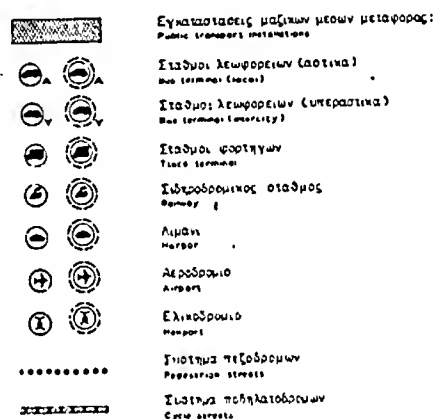 Εγκαταστασεις μαζικων μεσων μεταφορας:
Public transport installations
Σταθμοι λεωφορειων (αστικα)
Bus terminal (local)
Σταθμοι λεωφορειων (υπεραστικα)
Bus terminal (intercity)
Σταθμοι φορτηγων
Truck terminal
Σιδηροδρομικος σταθμος
Railway
Λιμανι
Harbor
Αεροδρομιο
Airport
Ελικοδρομιο
Heliport
Συστημα πεζοδρομων
Pedestrian streets
Συστημα ποδηλατοδρομων
Cycle streets